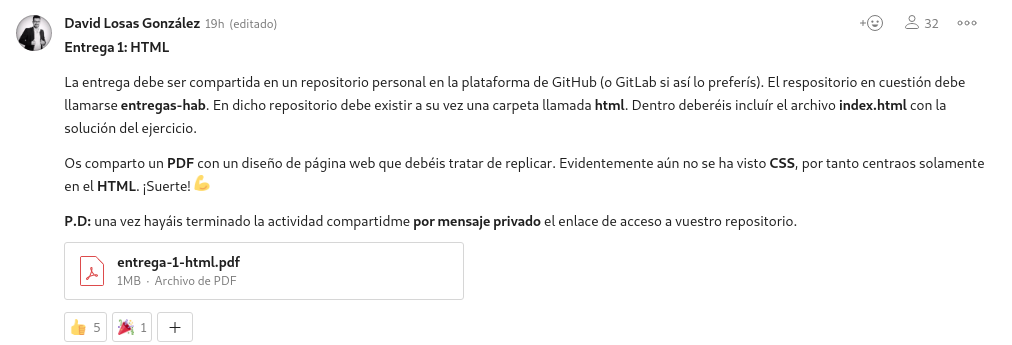 David Losas González 19h (editado)
32
Entrega 1: HTML
La entrega debe ser compartida en un repositorio personal en la plataforma de GitHub (o GitLab si así lo preferís). El respositorio en cuestión debe
llamarse entregas-hab. En dicho repositorio debe existir a su vez una carpeta llamada html. Dentro deberéis incluír el archivo index.html con la
solución del ejercicio.
Os comparto un PDF con un diseño de página web que debéis tratar de replicar. Evidentemente aún no se ha visto CSS, por tanto centraos solamente
en el HTML. ¡Suerte! 💪
P.D: una vez hayáis terminado la actividad compartidme por mensaje privado el enlace de acceso a vuestro repositorio.
entrega-1-html.pdf
1MB · Archivo de PDF
👍 5 🎉 1 +